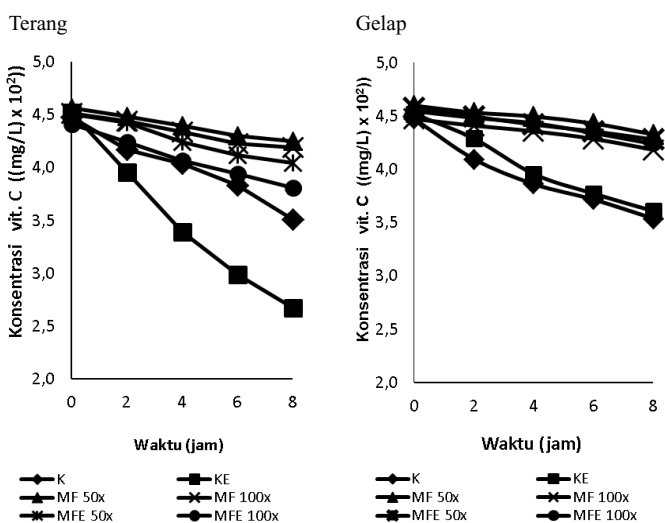 Terang
Konsentrasi vit. C ((mg/L) x 10²))
5,0
4,5
4,0
3,5
3,0
2,5
2,0
0 2 4 6 8
Waktu (jam)
K KE
MF 50x MF 100x
MFE 50x MFE 100x
Gelap
Konsentrasi vit. C ((mg/L) x 10²))
5,0
4,5
4,0
3,5
3,0
2,5
2,0
0 2 4 6 8
Waktu (jam)
K KE
MF 50x MF 100x
MFE 50x MFE 100x